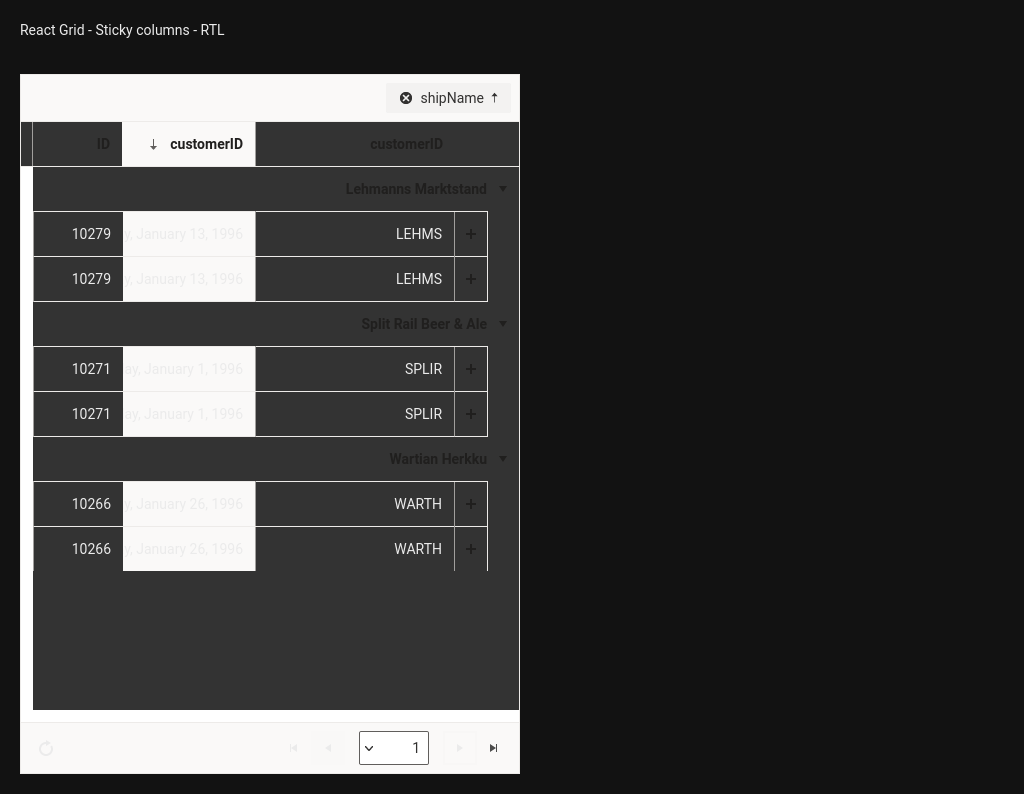 React Grid - Sticky columns - RTL
shipName
ID customerID customerID
Lehmanns Marktstand
10279 y, January 13, 1996 LEHMS
10279 y, January 13, 1996 LEHMS
Split Rail Beer & Ale
10271 ay, January 1, 1996 SPLIR
10271 ay, January 1, 1996 SPLIR
Wartian Herkku
10266 y, January 26, 1996 WARTH
10266 y, January 26, 1996 WARTH
1